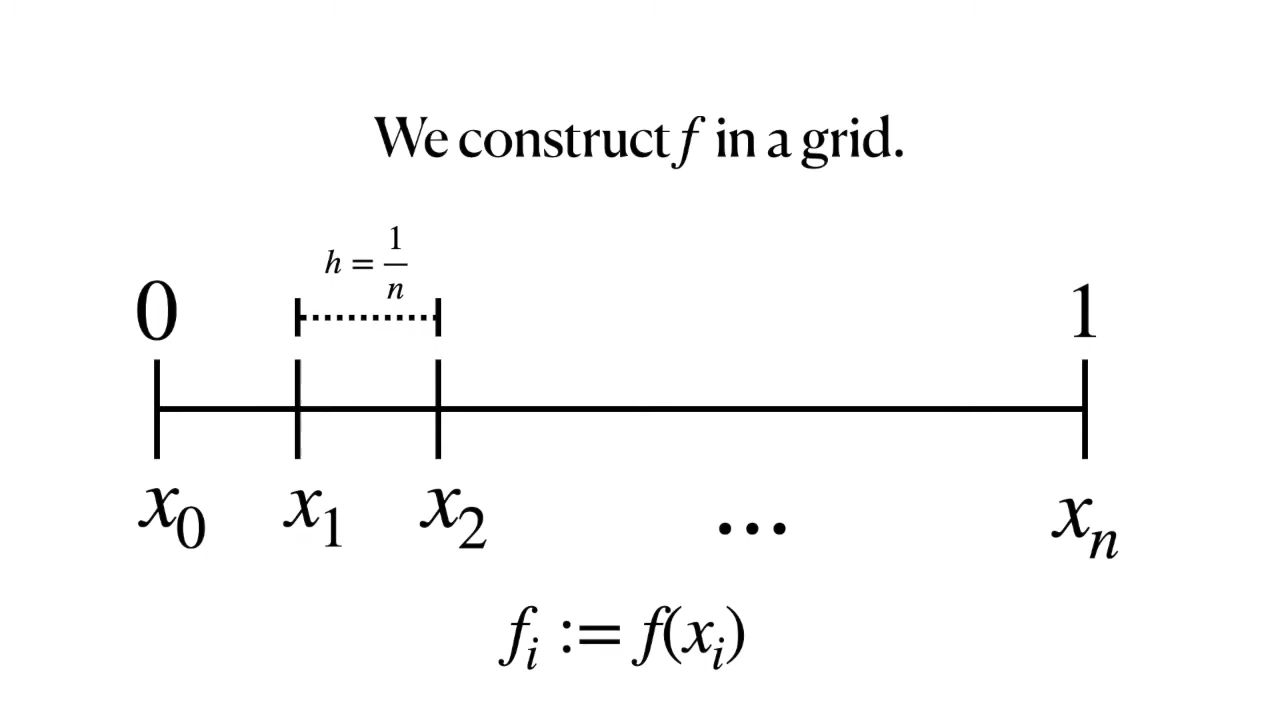 We construct f in a grid.
h = 1/n
0 1
x₀ x₁ x₂ ... xₙ
fᵢ := f(xᵢ)